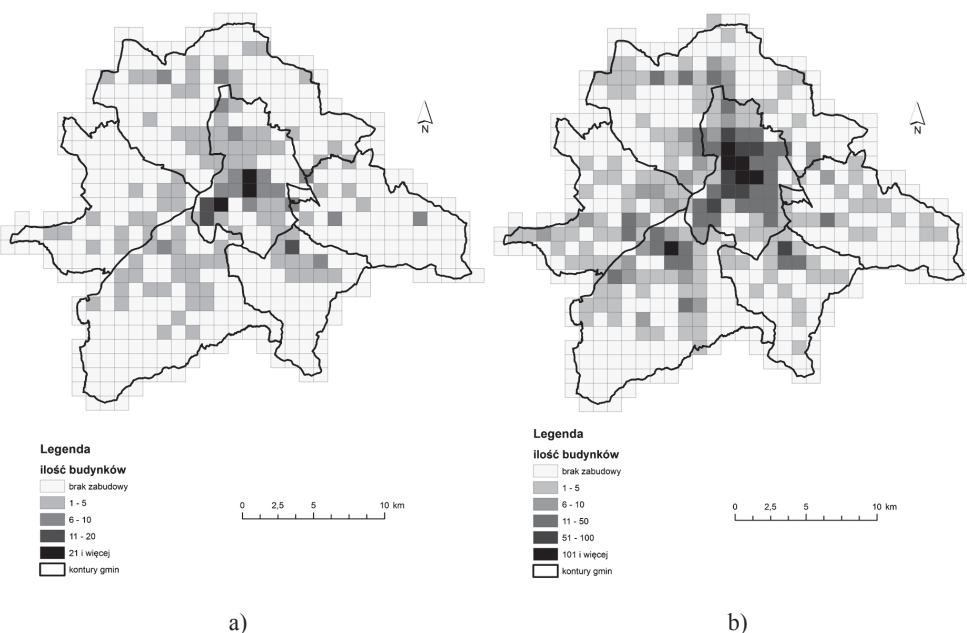 N
Legenda
ilość budynków
brak zabudowy
1 - 5
6 - 10
11 - 20
21 i więcej
kontury gmin
0 2,5 5 10 km
a)
N
Legenda
ilość budynków
brak zabudowy
1 - 5
6 - 10
11 - 50
51 - 100
101 i więcej
kontury gmin
0 2,5 5 10 km
b)